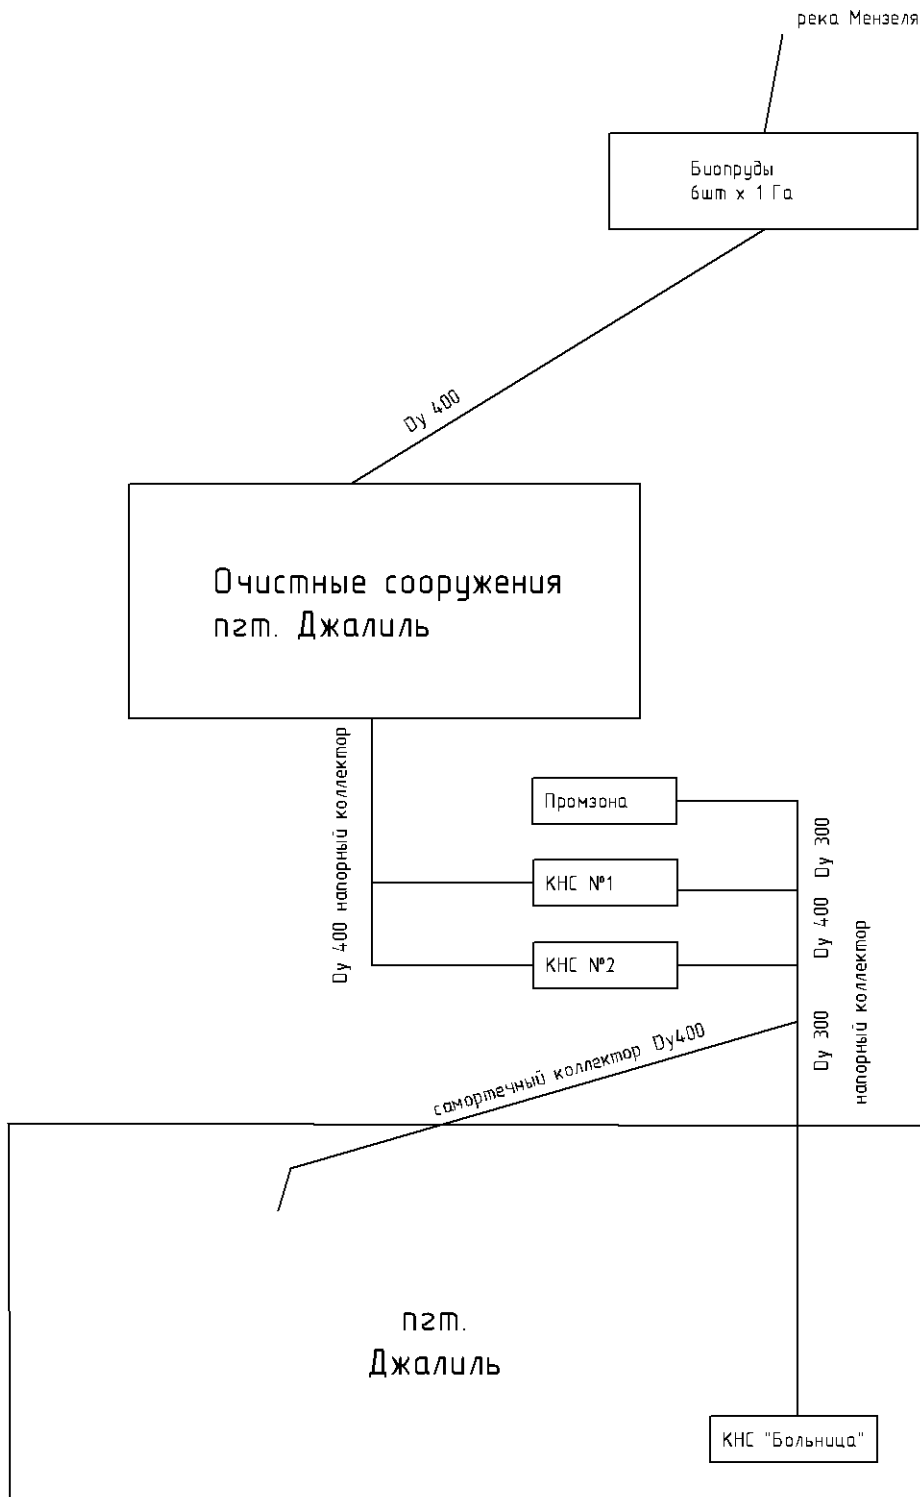 река Мензеля
Биопруды
6шт х 1 Га
Dy 400
Очистные сооружения
пгт. Джалиль
Dy 400 напорный коллектор
Промзона
Dy 300
КНС №1
Dy 400
КНС №2
напорный коллектор
Dy 300
самортечный коллектор Dy400
пгт.
Джалиль
КНС "Больница"